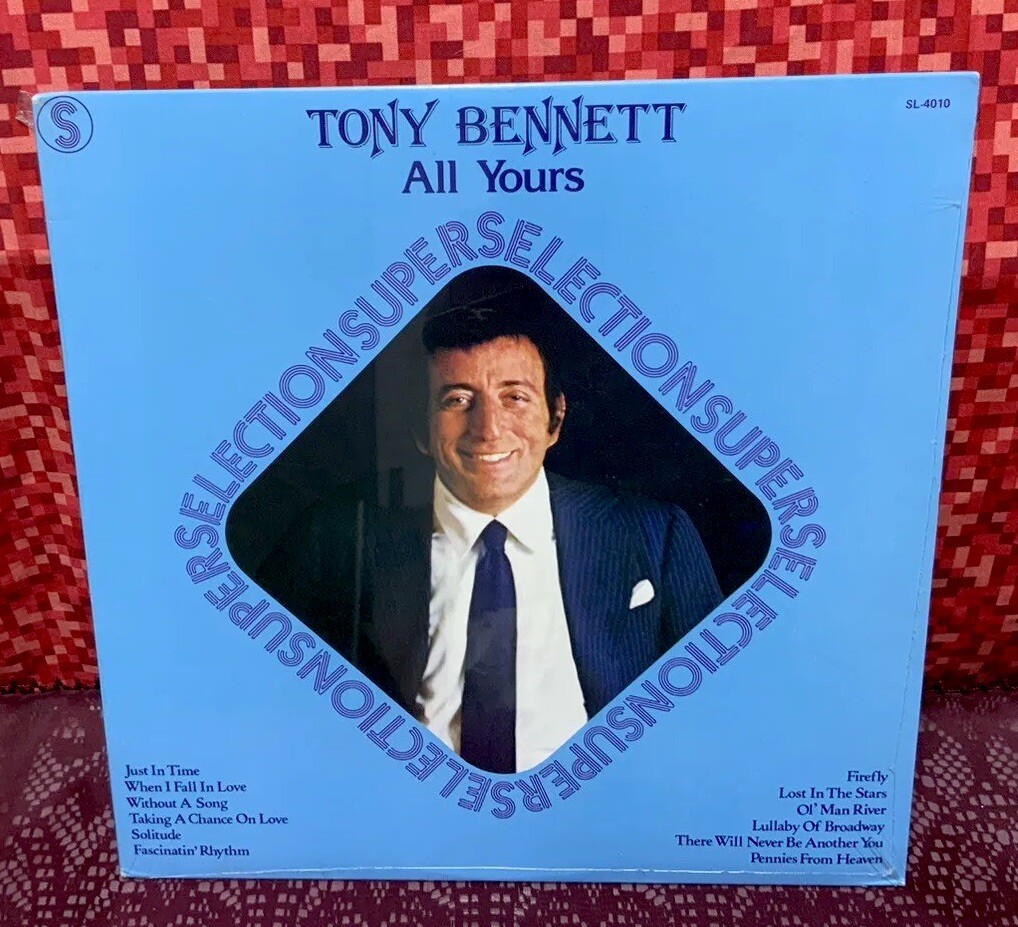 S
TONY BENNETT
SL-4010
All Yours
SUPERSELECTIONSUPERSELECTIONSUPERSELECTIONSUPERSELECTION
Just In Time
When I Fall In Love
Without A Song
Taking A Chance On Love
Solitude
Fascinatin' Rhythm
Firefly
Lost In The Stars
Ol' Man River
Lullaby Of Broadway
There Will Never Be Another You
Pennies From Heaven